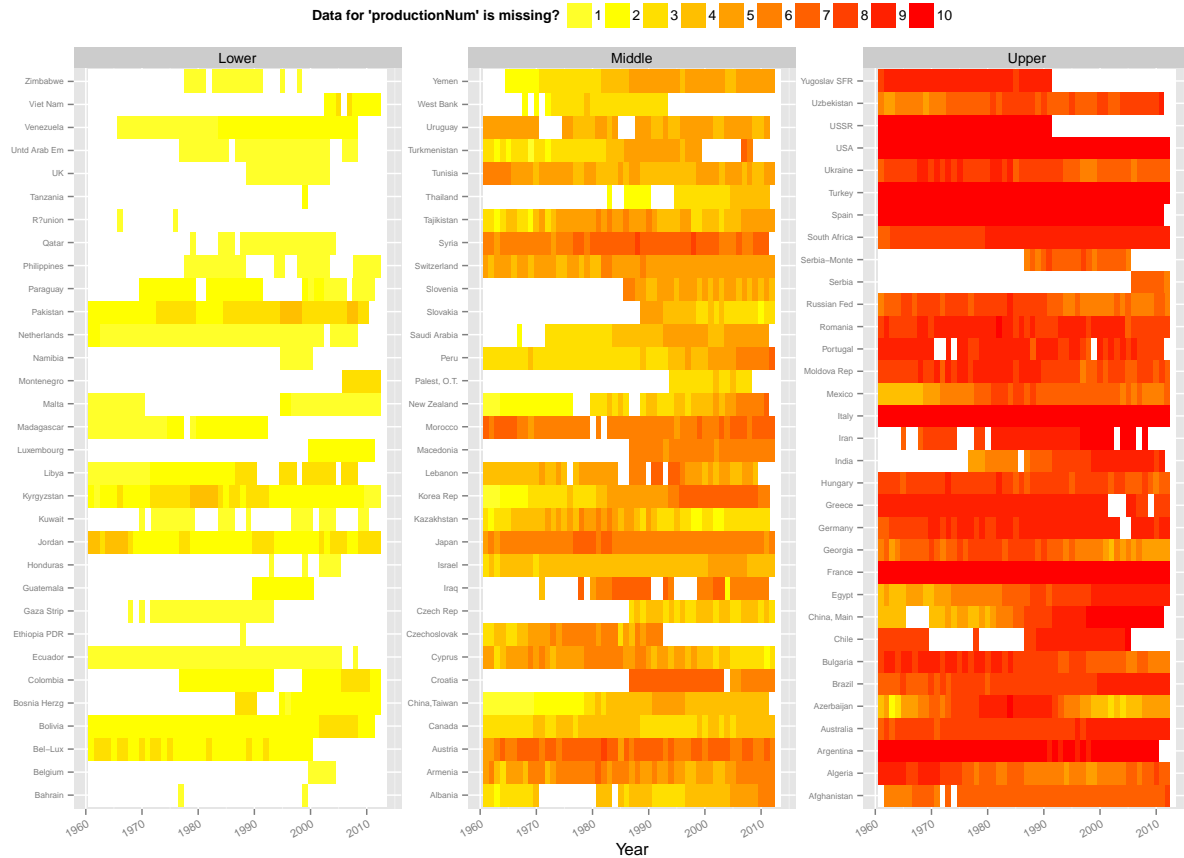 Data for 'productionNum' is missing? 1 2 3 4 5 6 7 8 9 10
Lower
Zimbabwe
Viet Nam
Venezuela
Untd Arab Em
UK
Tanzania
R?union
Qatar
Philippines
Paraguay
Pakistan
Netherlands
Namibia
Montenegro
Malta
Madagascar
Luxembourg
Libya
Kyrgyzstan
Kuwait
Jordan
Honduras
Guatemala
Gaza Strip
Ethiopia PDR
Ecuador
Colombia
Bosnia Herzg
Bolivia
Bel−Lux
Belgium
Bahrain
1960 1970 1980 1990 2000 2010
Middle
Yemen
West Bank
Uruguay
Turkmenistan
Tunisia
Thailand
Tajikistan
Syria
Switzerland
Slovenia
Slovakia
Saudi Arabia
Peru
Palest, O.T.
New Zealand
Morocco
Macedonia
Lebanon
Korea Rep
Kazakhstan
Japan
Israel
Iraq
Czech Rep
Czechoslovak
Cyprus
Croatia
China,Taiwan
Canada
Austria
Armenia
Albania
1960 1970 1980 1990 2000 2010
Upper
Yugoslav SFR
Uzbekistan
USSR
USA
Ukraine
Turkey
Spain
South Africa
Serbia−Monte
Serbia
Russian Fed
Romania
Portugal
Moldova Rep
Mexico
Italy
Iran
India
Hungary
Greece
Germany
Georgia
France
Egypt
China, Main
Chile
Bulgaria
Brazil
Azerbaijan
Australia
Argentina
Algeria
Afghanistan
1960 1970 1980 1990 2000 2010
Year